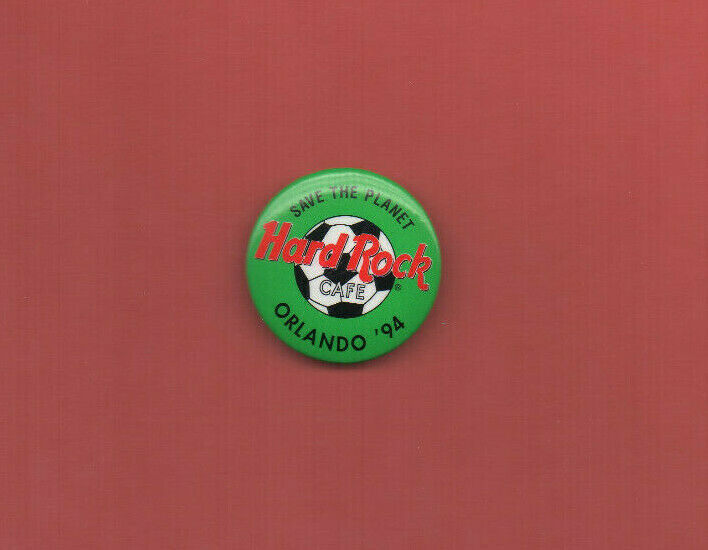 SAVE THE PLANET
Hard Rock
CAFE ®
ORLANDO '94